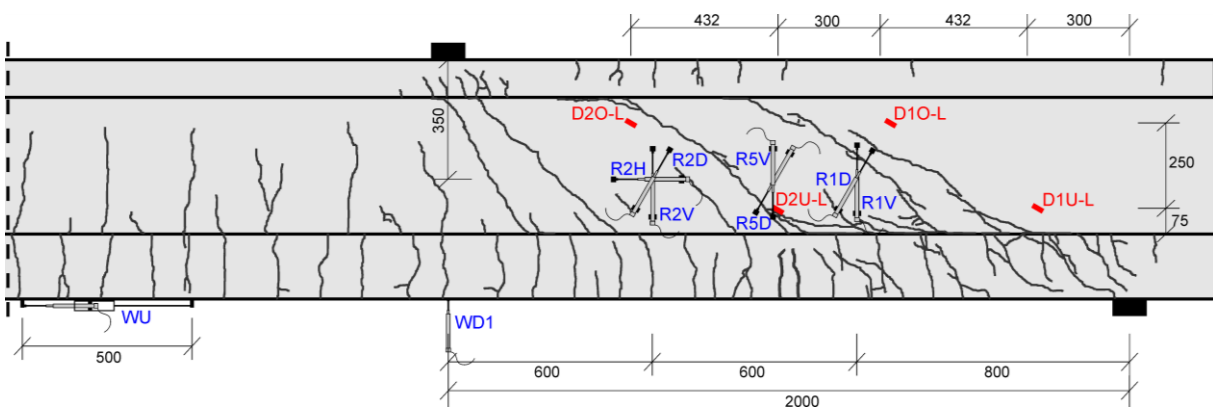 432 300 432 300
350
D2O-L D1O-L
R2H R2D R5V R1D
250
R2V R5D D2U-L R1V D1U-L
75
WU WD1
500
600 600 800
2000